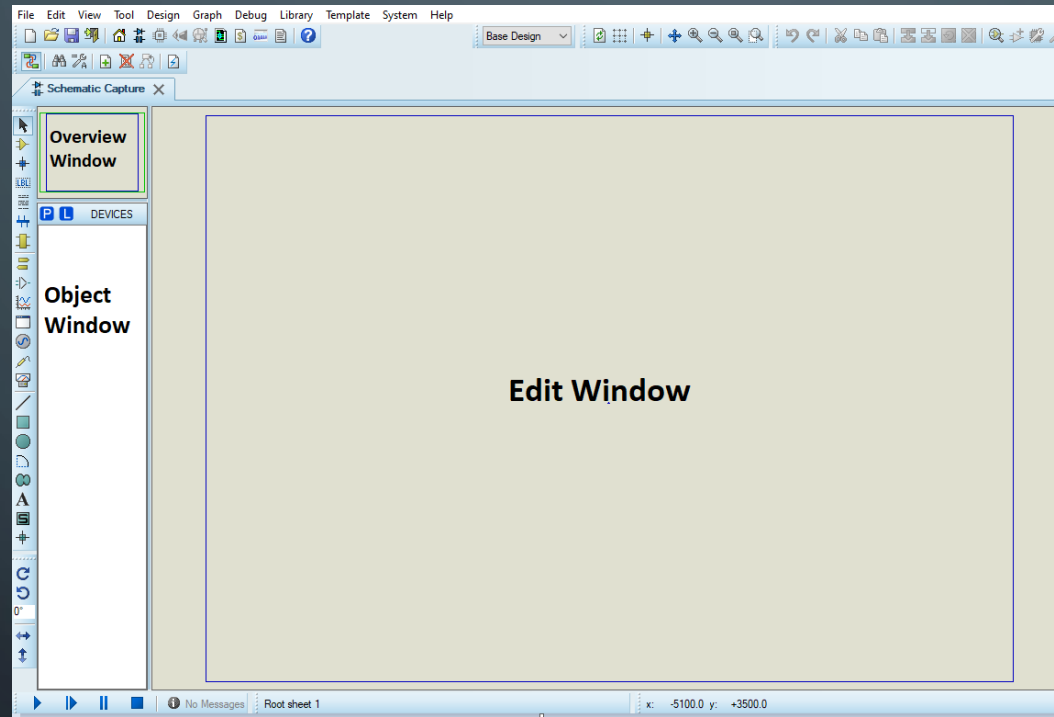 File Edit View Tool Design Graph Debug Library Template System Help
Base Design
Schematic Capture
Overview
Window
LBL
P L DEVICES
Object
Window
Edit Window
A
S
0°
No Messages Root sheet 1 x: -5100.0 y: +3500.0